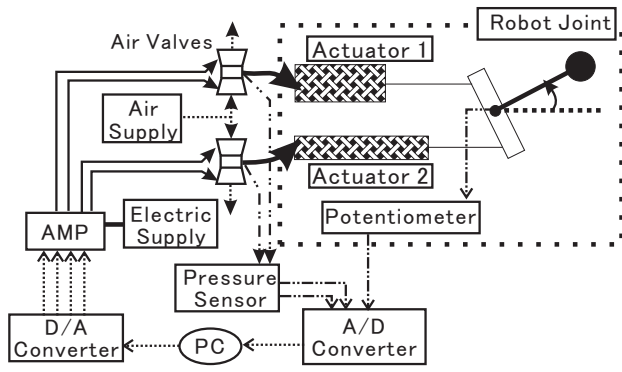 Robot Joint
Air Valves
Actuator 1
Air
Supply
Actuator 2
Electric
Supply
AMP
Potentiometer
Pressure
Sensor
D/A
Converter
PC
A/D
Converter